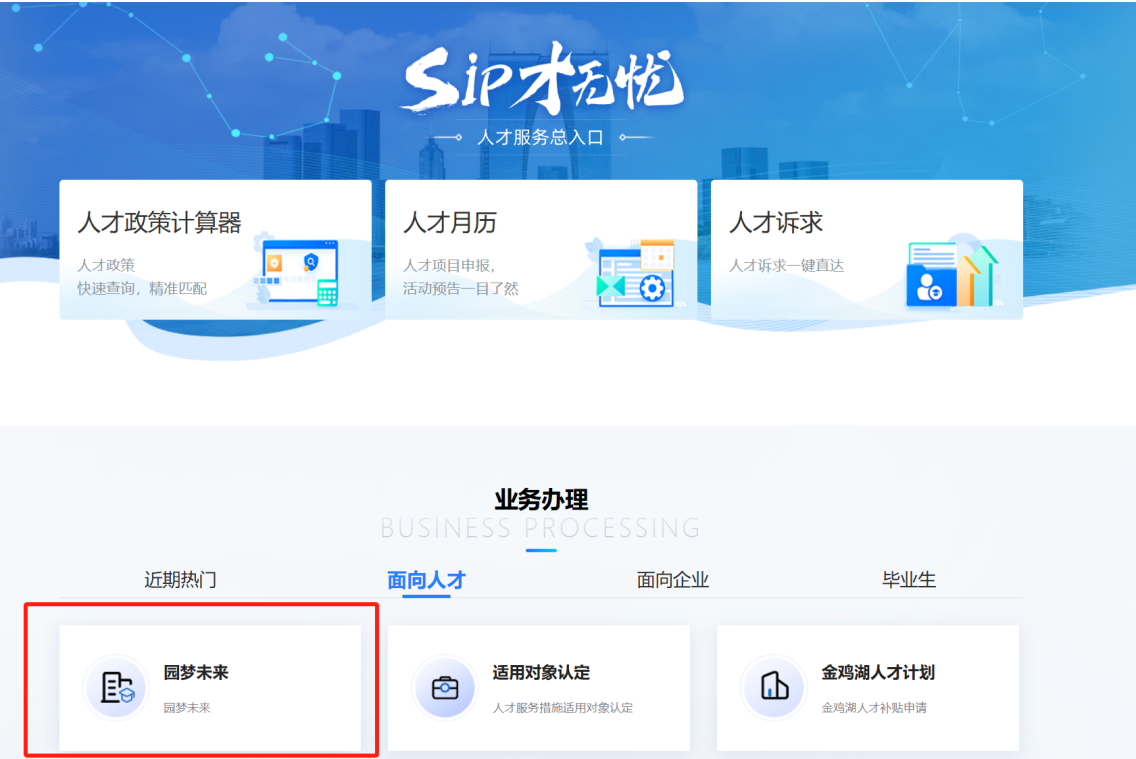 Sip才无忧
人才服务总入口
人才政策计算器
人才政策
快速查询，精准匹配
人才月历
人才项目申报，
活动预告一目了然
人才诉求
人才诉求一键直达
业务办理
BUSINESS PROCESSING
近期热门
面向人才
面向企业
毕业生
园梦未来
园梦未来
适用对象认定
人才服务措施适用对象认定
金鸡湖人才计划
金鸡湖人才补贴申请